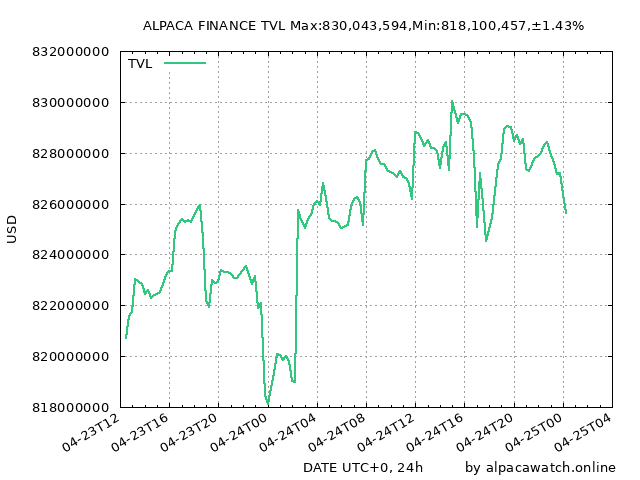 ALPACA FINANCE TVL Max:830,043,594,Min:818,100,457,±1.43%
832000000
TVL
830000000
828000000
826000000
824000000
822000000
820000000
818000000
USD
04-23T12
04-23T16
04-23T20
04-24T00
04-24T04
04-24T08
04-24T12
04-24T16
04-24T20
04-25T00
04-25T04
DATE UTC+0, 24h
by alpacawatch.online